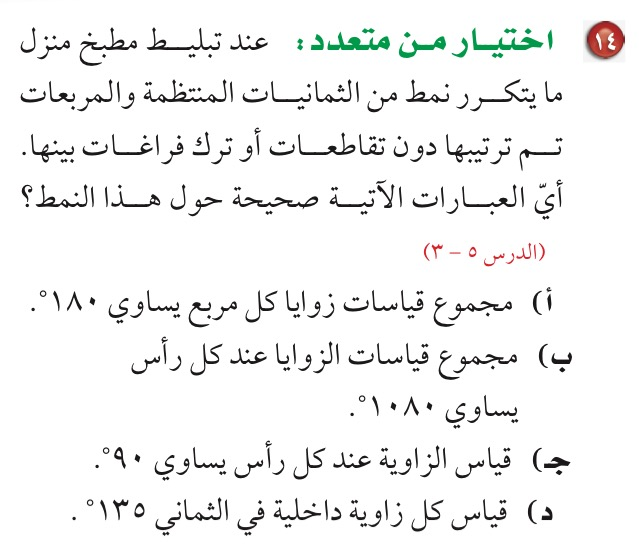 ١٤ اختيار من متعدد: عند تبليط مطبخ منزل
ما يتكرر نمط من الثمانيات المنتظمة والمربعات
تم ترتيبها دون تقاطعات أو ترك فراغات بينها.
أيّ العبارات الآتية صحيحة حول هذا النمط؟
(الدرس ٥ – ٣)
أ) مجموع قياسات زوايا كل مربع يساوي ١٨٠°.
ب) مجموع قياسات الزوايا عند كل رأس
يساوي ١٠٨٠°.
جـ) قياس الزاوية عند كل رأس يساوي ٩٠°.
د) قياس كل زاوية داخلية في الثماني ١٣٥° .